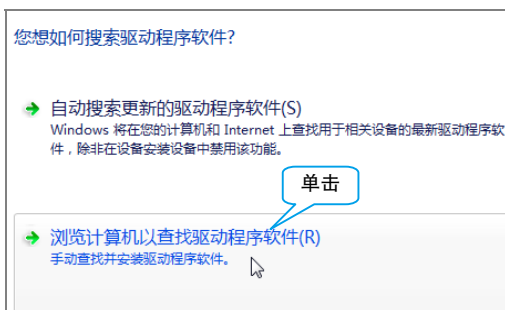 您想如何搜索驱动程序软件?
自动搜索更新的驱动程序软件(S)
Windows 将在您的计算机和 Internet 上查找用于相关设备的最新驱动程序软
件，除非在设备安装设备中禁用该功能。
单击
浏览计算机以查找驱动程序软件(R)
手动查找并安装驱动程序软件。